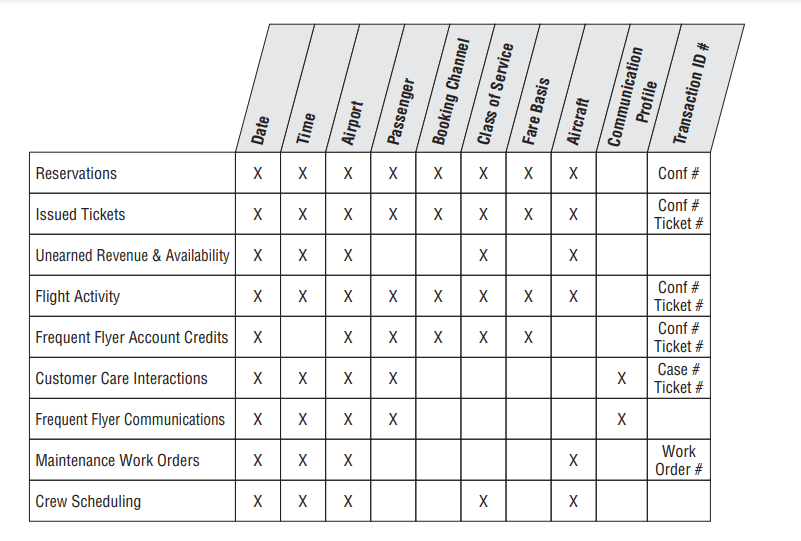 Date
Time
Airport
Passenger
Booking Channel
Class of Service
Fare Basis
Aircraft
Communication
Profile
Transaction ID #
Reservations X X X X X X X X Conf #
Issued Tickets X X X X X X X X Conf #
Ticket #
Unearned Revenue & Availability X X X X X
Flight Activity X X X X X X X X Conf #
Ticket #
Frequent Flyer Account Credits X X X X X X Conf #
Ticket #
Customer Care Interactions X X X X X Case #
Ticket #
Frequent Flyer Communications X X X X X
Maintenance Work Orders X X X X Work
Order #
Crew Scheduling X X X X X